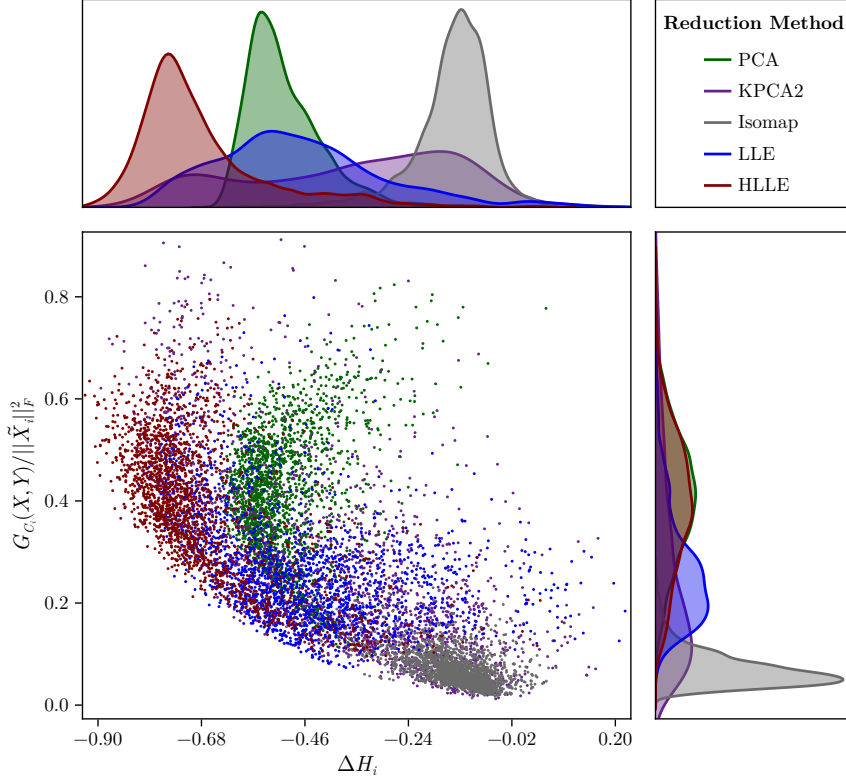 Reduction Method
PCA
KPCA2
Isomap
LLE
HLLE
G_{C_i}(X, Y)/||X̃_i||²_F
0.8
0.6
0.4
0.2
0.0
−0.90
−0.68
−0.46
−0.24
−0.02
0.20
ΔH_i